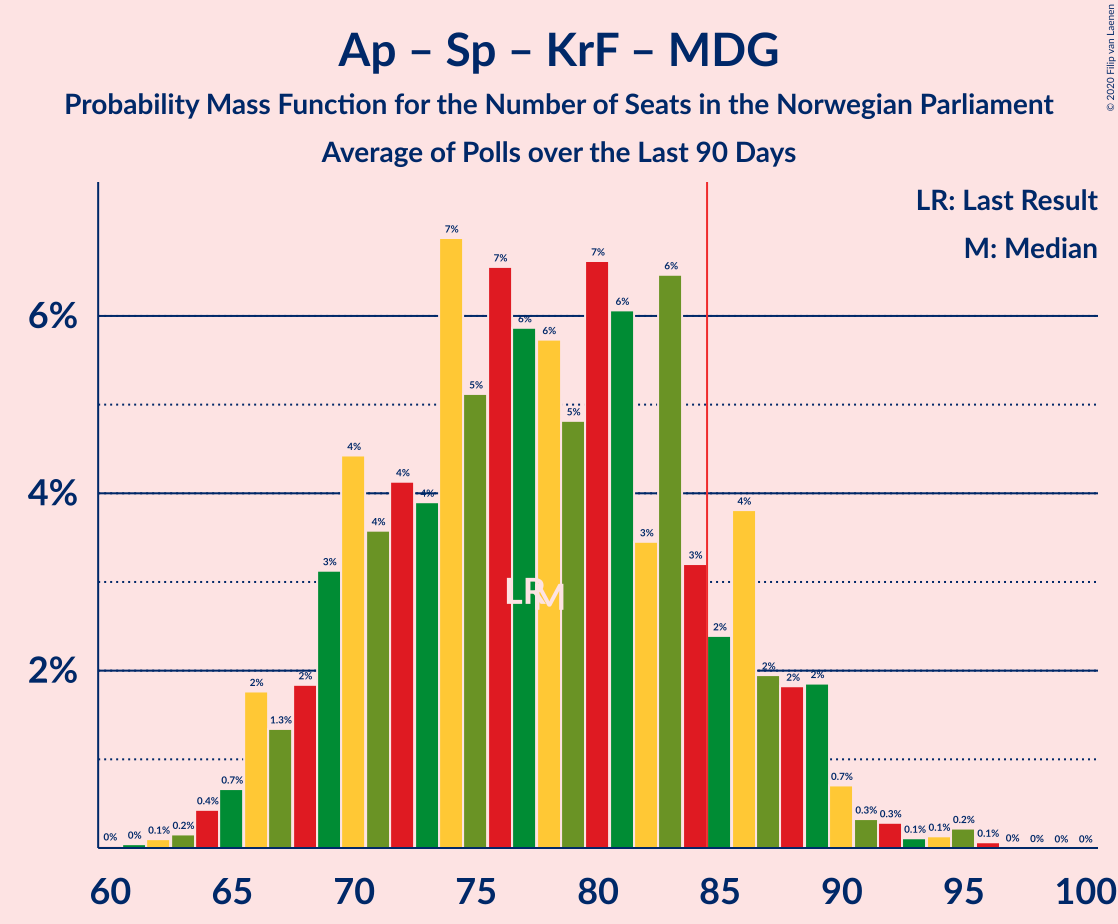 Ap – Sp – KrF – MDG
Probability Mass Function for the Number of Seats in the Norwegian Parliament
Average of Polls over the Last 90 Days
© 2020 Filip van Laenen
LR: Last Result
M: Median
6%
4%
2%
0% 0% 0.1% 0.2% 0.4% 0.7% 2% 1.3% 2% 3% 4% 4% 4% 4% 7% 5% 7% 6% 6% 5% 7% 6% 3% 6% 3% 2% 4% 2% 2% 2% 0.7% 0.3% 0.3% 0.1% 0.1% 0.2% 0.1% 0% 0% 0% 0%
LR M
60 65 70 75 80 85 90 95 100